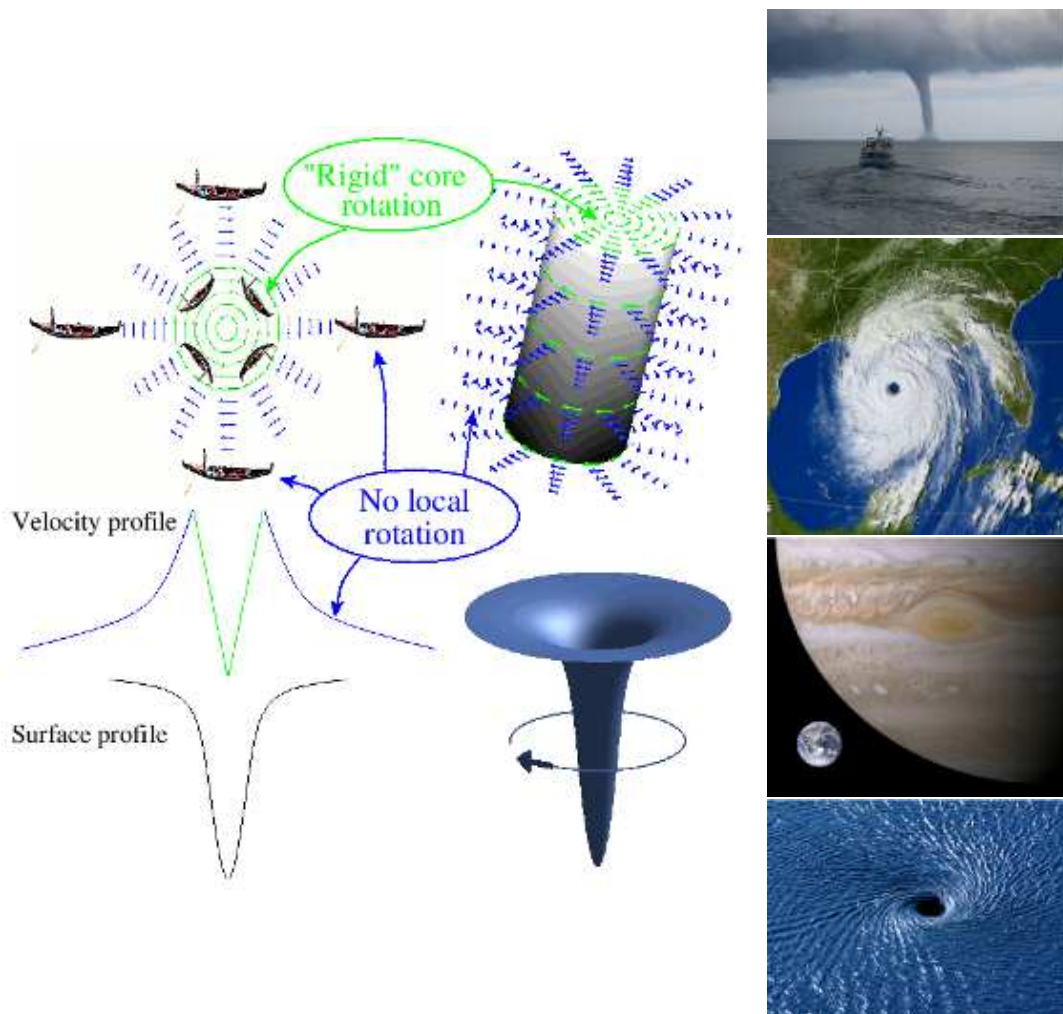 "Rigid" core
rotation
No local
rotation
Velocity profile
Surface profile